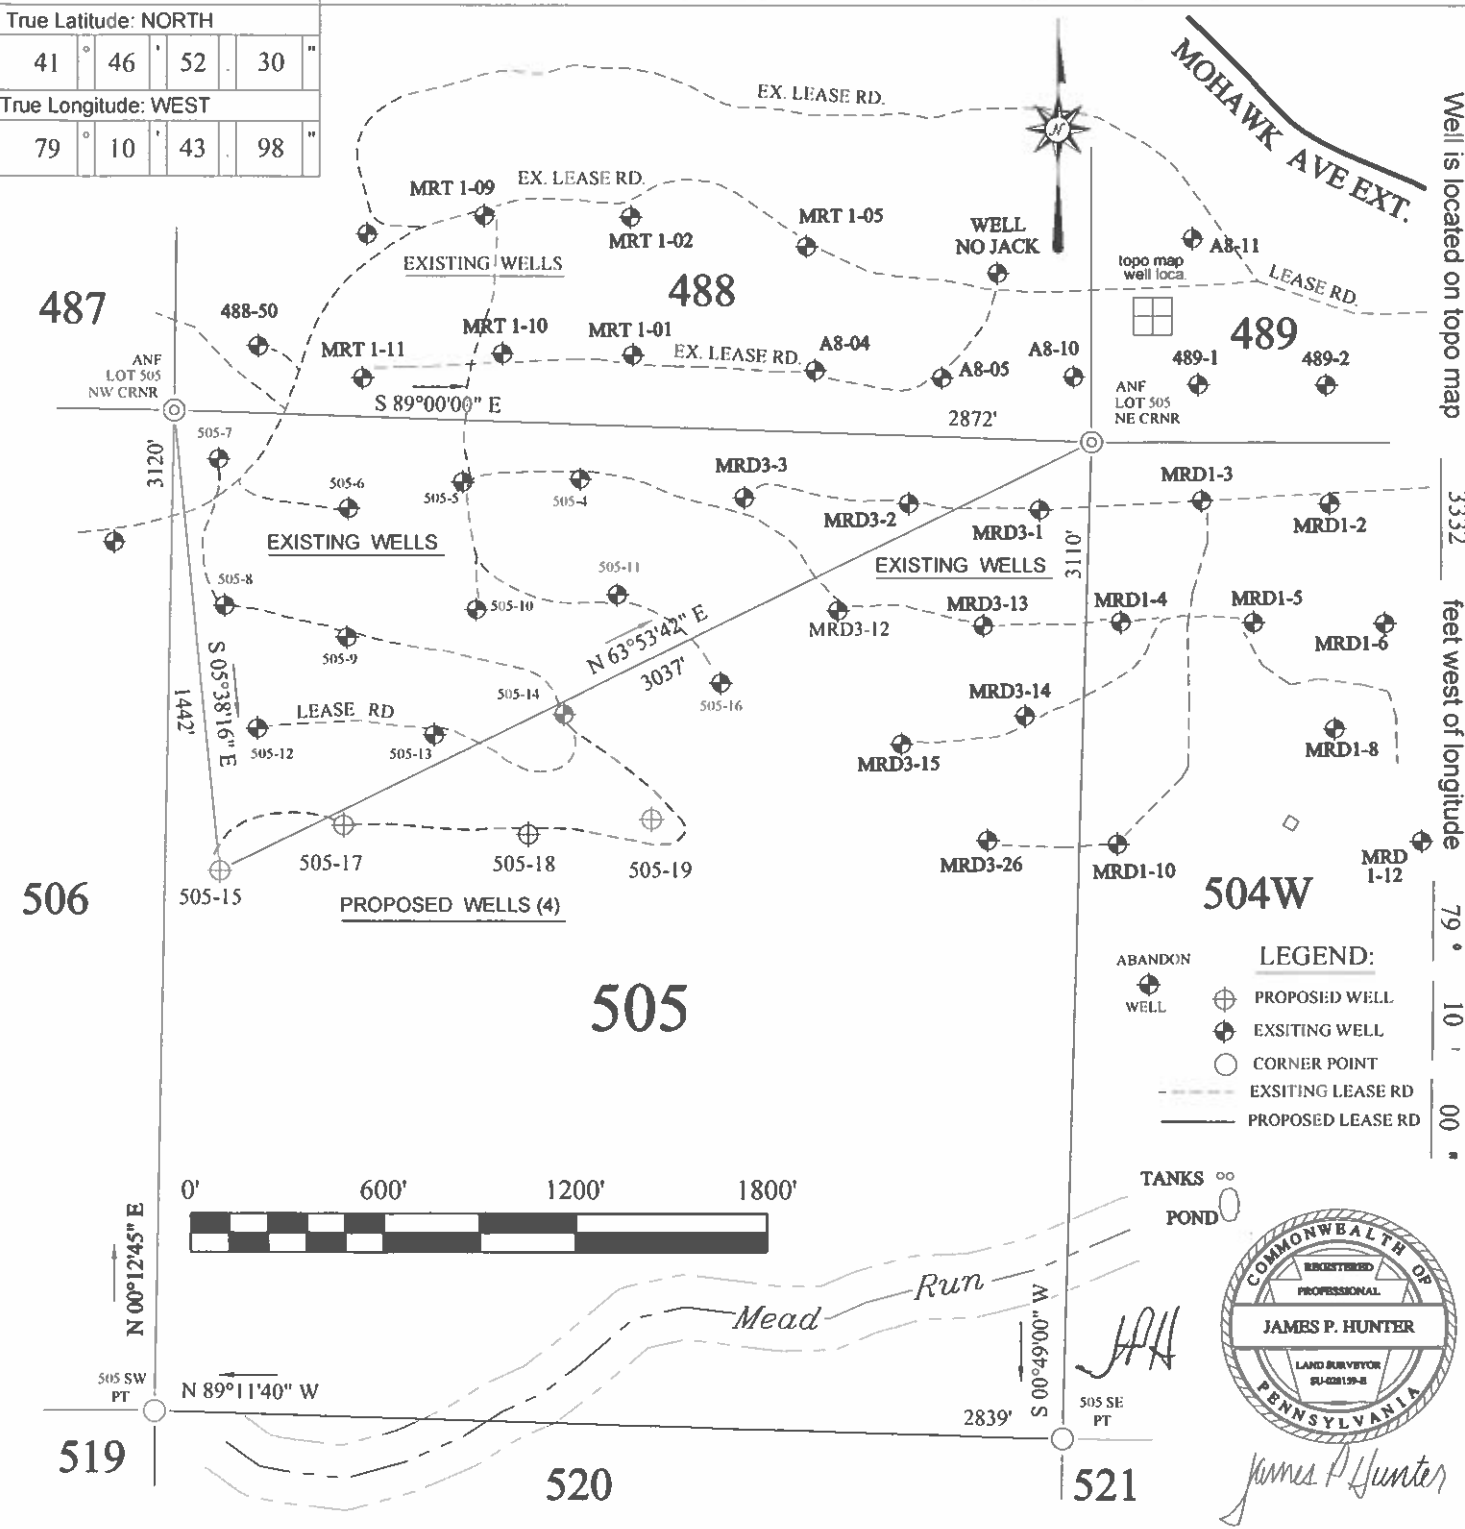 True Latitude: NORTH
41 ° 46 ' 52 . 30 "
True Longitude: WEST
79 ° 10 ' 43 . 98 "
MOHAWK AVE EXT.
EX. LEASE RD.
N
MRT 1-09
EX. LEASE RD.
MRT 1-02
MRT 1-05
WELL
NO JACK
A8-11
topo map
well loca.
LEASE RD.
EXISTING WELLS
487
488
489
488-50
MRT 1-11
MRT 1-10
MRT 1-01
EX. LEASE RD.
A8-04
A8-05
A8-10
489-1
489-2
ANF
LOT 505
NW CRNR
S 89°00'00" E
2872'
ANF
LOT 505
NE CRNR
3120'
505-7
505-6
505-5
505-4
MRD3-3
MRD3-2
MRD3-1
MRD1-3
MRD1-2
EXISTING WELLS
EXISTING WELLS
3110'
505-8
505-9
505-10
505-11
MRD3-12
MRD3-13
MRD1-4
MRD1-5
MRD1-6
N 63°53'42" E
3037'
S 05°38'16" E
1442'
505-14
505-16
MRD3-14
MRD3-15
MRD1-8
LEASE RD
505-12
505-13
505-17
505-18
505-19
505-15
PROPOSED WELLS (4)
MRD3-26
MRD1-10
MRD
1-12
506
504W
505
ABANDON
WELL
LEGEND:
PROPOSED WELL
EXSITING WELL
CORNER POINT
EXSITING LEASE RD
PROPOSED LEASE RD
TANKS
POND
0' 600' 1200' 1800'
Mead Run
N 00°12'45" E
S 00°49'00" W
505 SW
PT
N 89°11'40" W
2839'
505 SE
PT
519
520
521
JPH
COMMONWEALTH OF
REGISTERED
PROFESSIONAL
JAMES P. HUNTER
LAND SURVEYOR
SU-028159-E
PENNSYLVANIA
James P Hunter
Well is located on topo map 3332 feet west of longitude 79 ° 10 ' 00 "